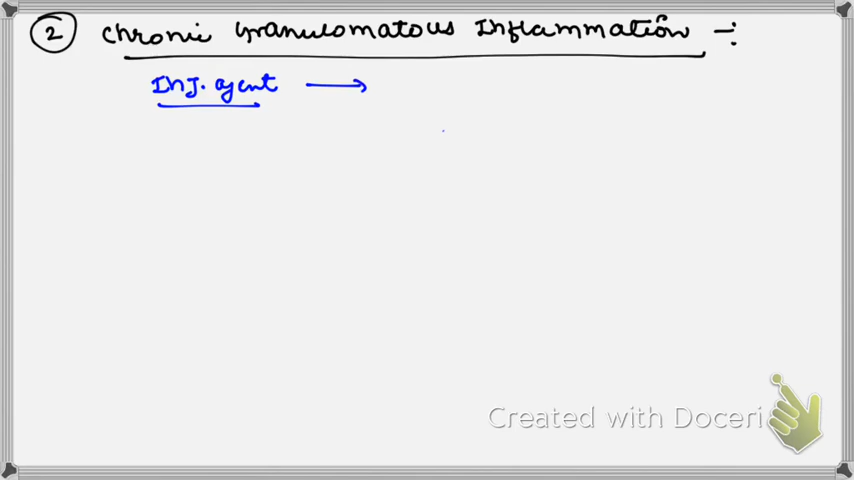 ② Chronic Granulomatous Inflammation -:
Inj. agent →
Created with Doceri